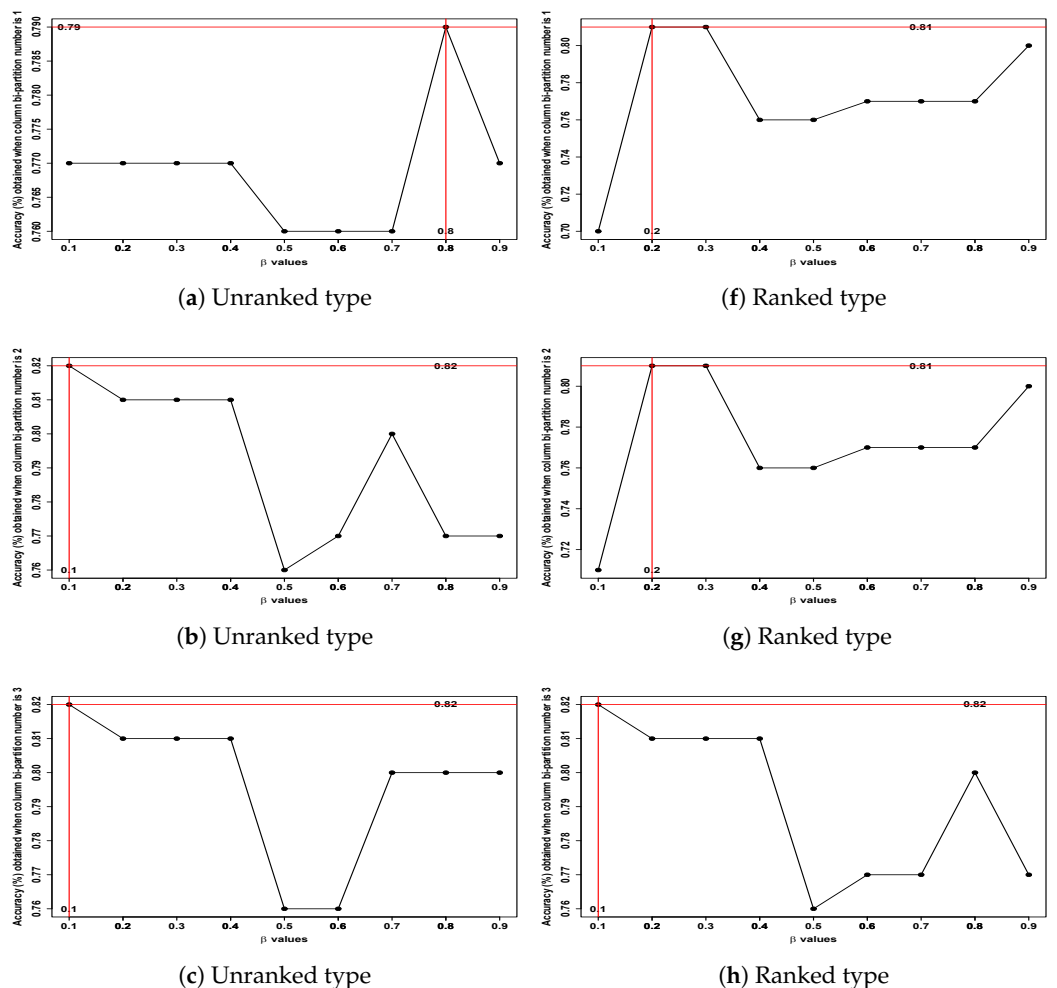 Accuracy (%) obtained when column bi-partition number is 1
0.790
0.785
0.780
0.775
0.770
0.765
0.760
0.79
0.8
0.1 0.2 0.3 0.4 0.5 0.6 0.7 0.8 0.9
β values
(a) Unranked type
Accuracy (%) obtained when column bi-partition number is 1
0.80
0.78
0.76
0.74
0.72
0.70
0.81
0.2
0.1 0.2 0.3 0.4 0.5 0.6 0.7 0.8 0.9
β values
(f) Ranked type
Accuracy (%) obtained when column bi-partition number is 2
0.82
0.81
0.80
0.79
0.78
0.77
0.76
0.82
0.1
0.1 0.2 0.3 0.4 0.5 0.6 0.7 0.8 0.9
β values
(b) Unranked type
Accuracy (%) obtained when column bi-partition number is 2
0.80
0.78
0.76
0.74
0.72
0.81
0.2
0.1 0.2 0.3 0.4 0.5 0.6 0.7 0.8 0.9
β values
(g) Ranked type
Accuracy (%) obtained when column bi-partition number is 3
0.82
0.81
0.80
0.79
0.78
0.77
0.76
0.82
0.1
0.1 0.2 0.3 0.4 0.5 0.6 0.7 0.8 0.9
β values
(c) Unranked type
Accuracy (%) obtained when column bi-partition number is 3
0.82
0.81
0.80
0.79
0.78
0.77
0.76
0.82
0.1
0.1 0.2 0.3 0.4 0.5 0.6 0.7 0.8 0.9
β values
(h) Ranked type